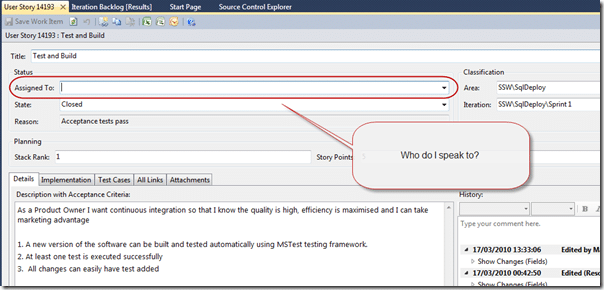 User Story 14193 Iteration Backlog [Results] Start Page Source Control Explorer
Save Work Item
User Story 14193 : Test and Build
Title: Test and Build
Status Classification
Assigned To: Area: SSW\SqlDeploy
State: Closed Iteration: SSW\SqlDeploy\Sprint 1
Reason: Acceptance tests pass
Who do I speak to?
Planning
Stack Rank: 1 Story Points
Details Implementation Test Cases All Links Attachments
Description with Acceptance Criteria: History:
As a Product Owner I want continuous integration so that I know the quality is high, efficiency is maximised and I can take
marketing advantage
Type your comment here.
1. A new version of the software can be built and tested automatically using MSTest testing framework.
2. At least one test is executed successfully
3. All changes can easily have test added
17/03/2010 13:33:06 Edited by Ma
Show Changes (Fields)
17/03/2010 00:42:50 Edited (Reso
Show Changes (Fields)